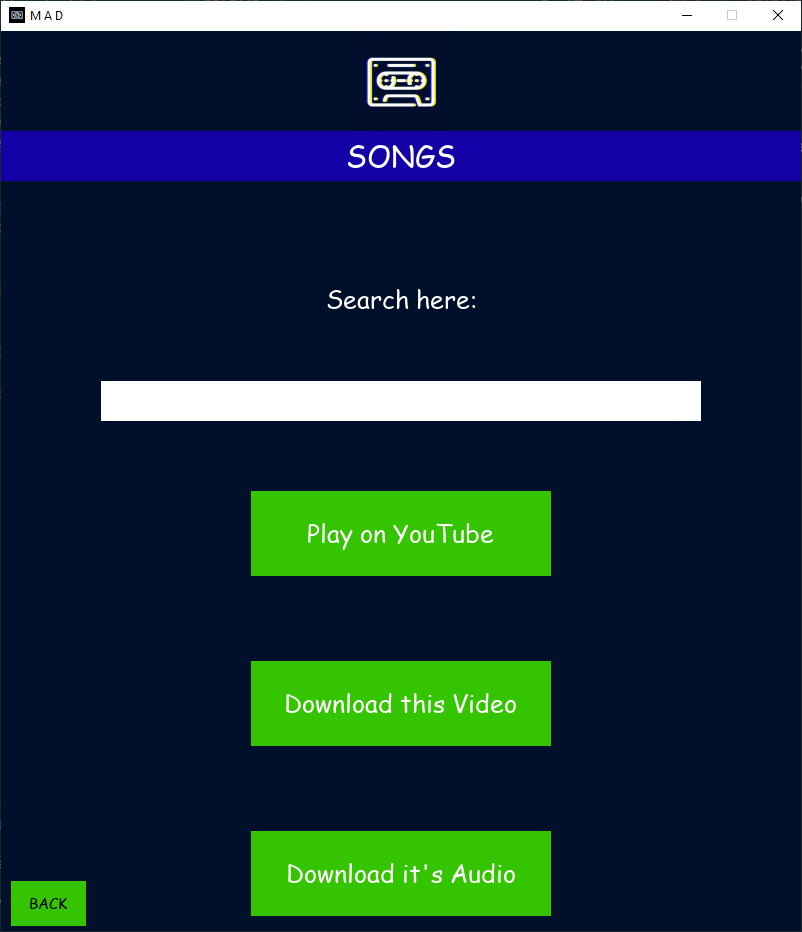 M A D
SONGS
Search here:
Play on YouTube
Download this Video
Download it's Audio
BACK